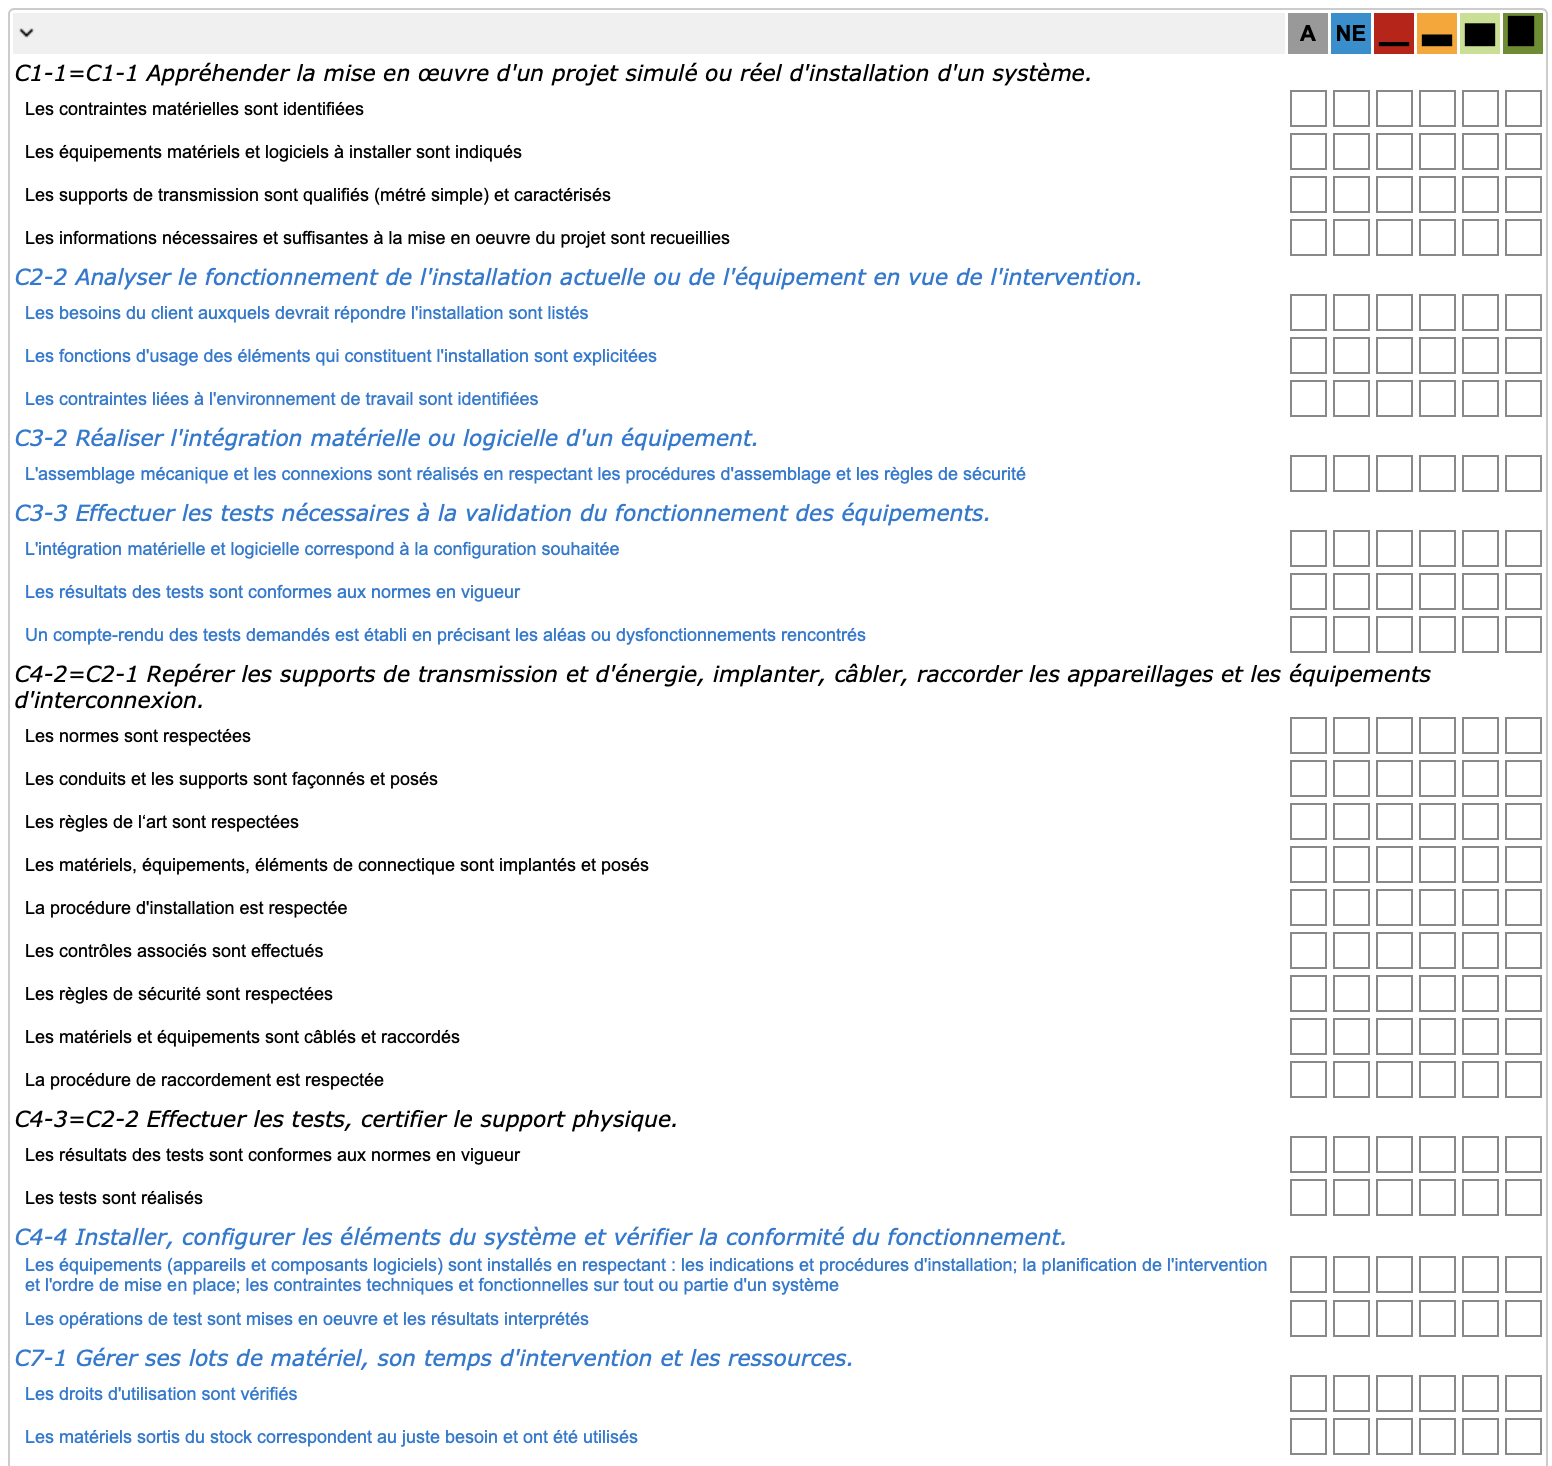 A NE
C1-1=C1-1 Appréhender la mise en œuvre d'un projet simulé ou réel d'installation d'un système.
Les contraintes matérielles sont identifiées
Les équipements matériels et logiciels à installer sont indiqués
Les supports de transmission sont qualifiés (métré simple) et caractérisés
Les informations nécessaires et suffisantes à la mise en oeuvre du projet sont recueillies
C2-2 Analyser le fonctionnement de l'installation actuelle ou de l'équipement en vue de l'intervention.
Les besoins du client auxquels devrait répondre l'installation sont listés
Les fonctions d'usage des éléments qui constituent l'installation sont explicitées
Les contraintes liées à l'environnement de travail sont identifiées
C3-2 Réaliser l'intégration matérielle ou logicielle d'un équipement.
L'assemblage mécanique et les connexions sont réalisés en respectant les procédures d'assemblage et les règles de sécurité
C3-3 Effectuer les tests nécessaires à la validation du fonctionnement des équipements.
L'intégration matérielle et logicielle correspond à la configuration souhaitée
Les résultats des tests sont conformes aux normes en vigueur
Un compte-rendu des tests demandés est établi en précisant les aléas ou dysfonctionnements rencontrés
C4-2=C2-1 Repérer les supports de transmission et d'énergie, implanter, câbler, raccorder les appareillages et les équipements
d'interconnexion.
Les normes sont respectées
Les conduits et les supports sont façonnés et posés
Les règles de l‘art sont respectées
Les matériels, équipements, éléments de connectique sont implantés et posés
La procédure d'installation est respectée
Les contrôles associés sont effectués
Les règles de sécurité sont respectées
Les matériels et équipements sont câblés et raccordés
La procédure de raccordement est respectée
C4-3=C2-2 Effectuer les tests, certifier le support physique.
Les résultats des tests sont conformes aux normes en vigueur
Les tests sont réalisés
C4-4 Installer, configurer les éléments du système et vérifier la conformité du fonctionnement.
Les équipements (appareils et composants logiciels) sont installés en respectant : les indications et procédures d'installation; la planification de l'intervention
et l'ordre de mise en place; les contraintes techniques et fonctionnelles sur tout ou partie d'un système
Les opérations de test sont mises en oeuvre et les résultats interprétés
C7-1 Gérer ses lots de matériel, son temps d'intervention et les ressources.
Les droits d'utilisation sont vérifiés
Les matériels sortis du stock correspondent au juste besoin et ont été utilisés